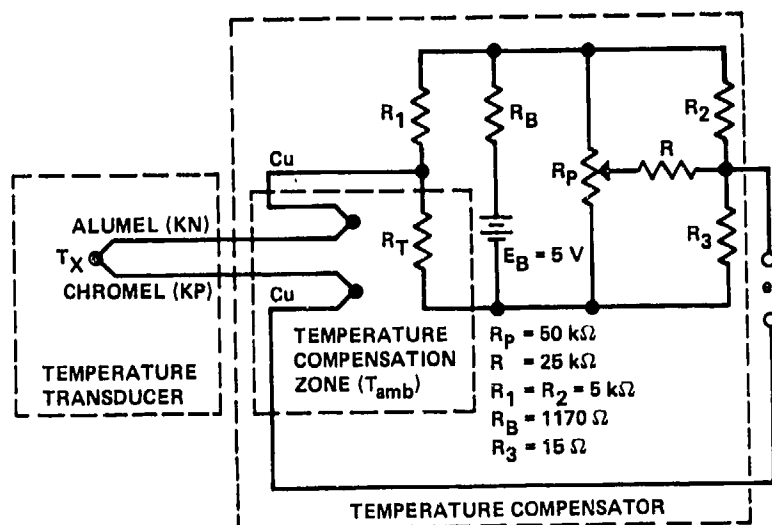 R1
RB
R2
R
Cu
RP
ALUMEL (KN)
RT
R3
TX
EB = 5 V
CHROMEL (KP)
Cu
e
TEMPERATURE
COMPENSATION
ZONE (Tamb)
RP = 50 kΩ
R = 25 kΩ
R1 = R2 = 5 kΩ
RB = 1170 Ω
R3 = 15 Ω
TEMPERATURE
TRANSDUCER
TEMPERATURE COMPENSATOR